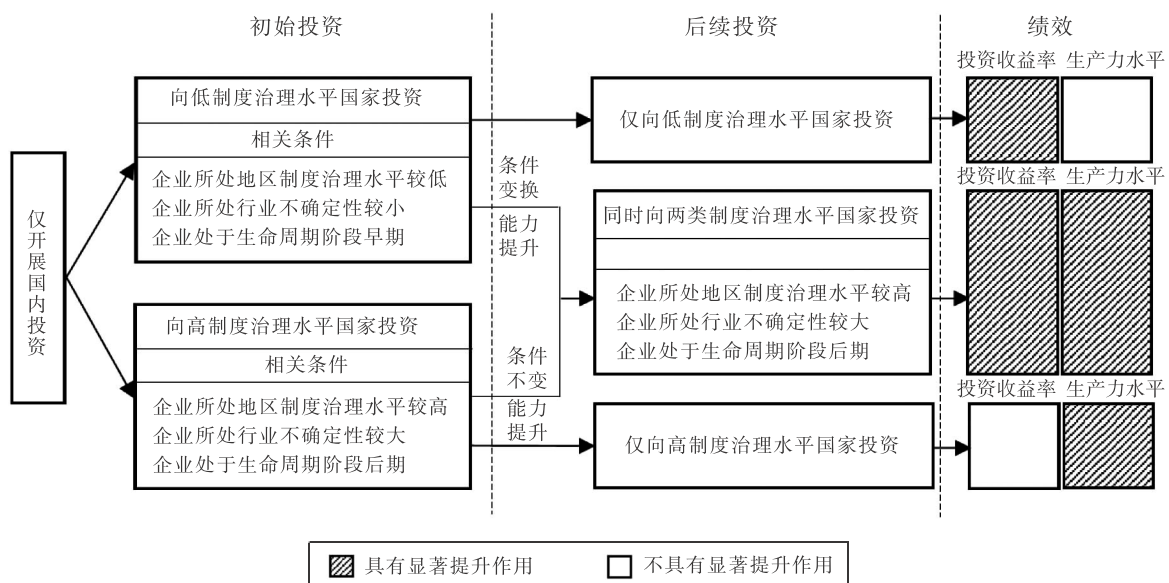 初始投资
后续投资
绩效
投资收益率 生产力水平
向低制度治理水平国家投资
相关条件
企业所处地区制度治理水平较低
企业所处行业不确定性较小
企业处于生命周期阶段早期
仅向低制度治理水平国家投资
条件
变换
能力
提升
投资收益率 生产力水平
仅开展国内投资
同时向两类制度治理水平国家投资
企业所处地区制度治理水平较高
企业所处行业不确定性较大
企业处于生命周期阶段后期
向高制度治理水平国家投资
相关条件
企业所处地区制度治理水平较高
企业所处行业不确定性较大
企业处于生命周期阶段后期
条件
不变
能力
提升
投资收益率 生产力水平
仅向高制度治理水平国家投资
具有显著提升作用
不具有显著提升作用